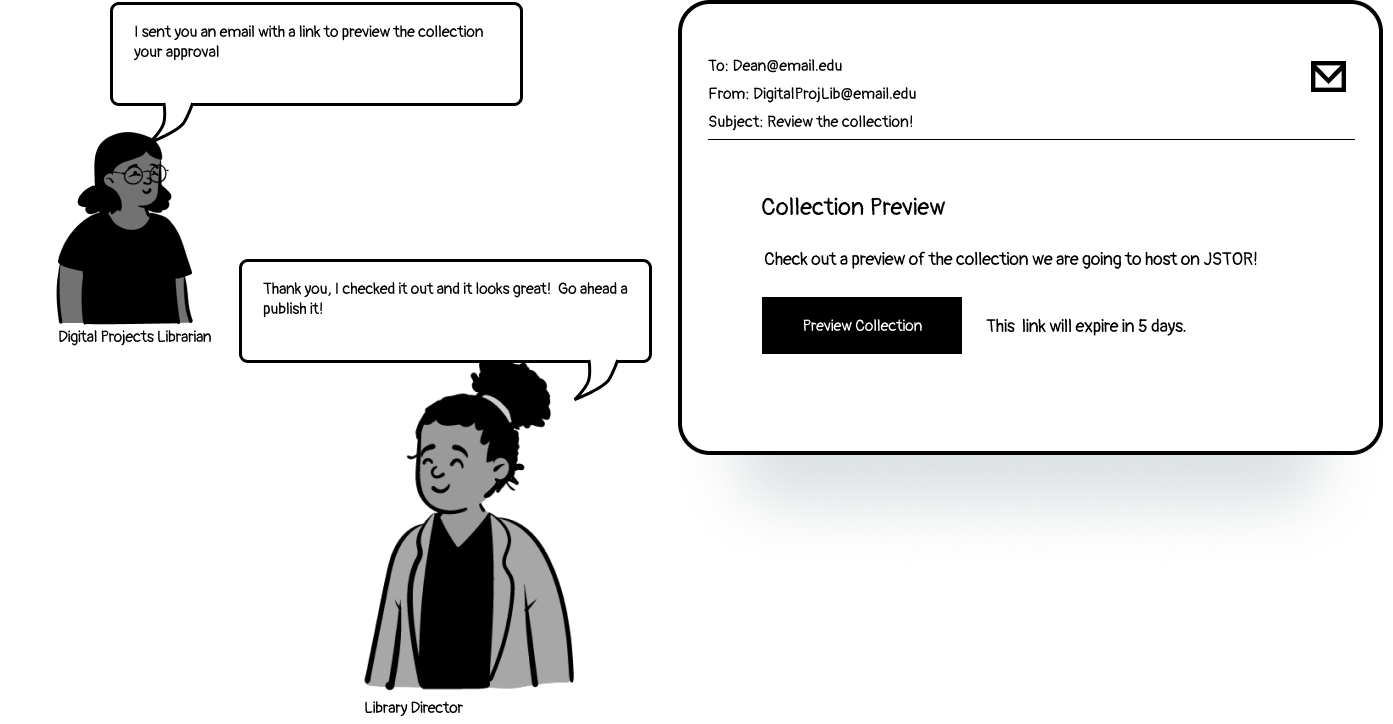 I sent you an email with a link to preview the collection
your approval
Digital Projects Librarian
Thank you, I checked it out and it looks great!  Go ahead a
publish it!
Library Director
To: Dean@email.edu
From: DigitalProjLib@email.edu
Subject: Review the collection!
Collection Preview
Check out a preview of the collection we are going to host on JSTOR!
Preview Collection
This  link will expire in 5 days.